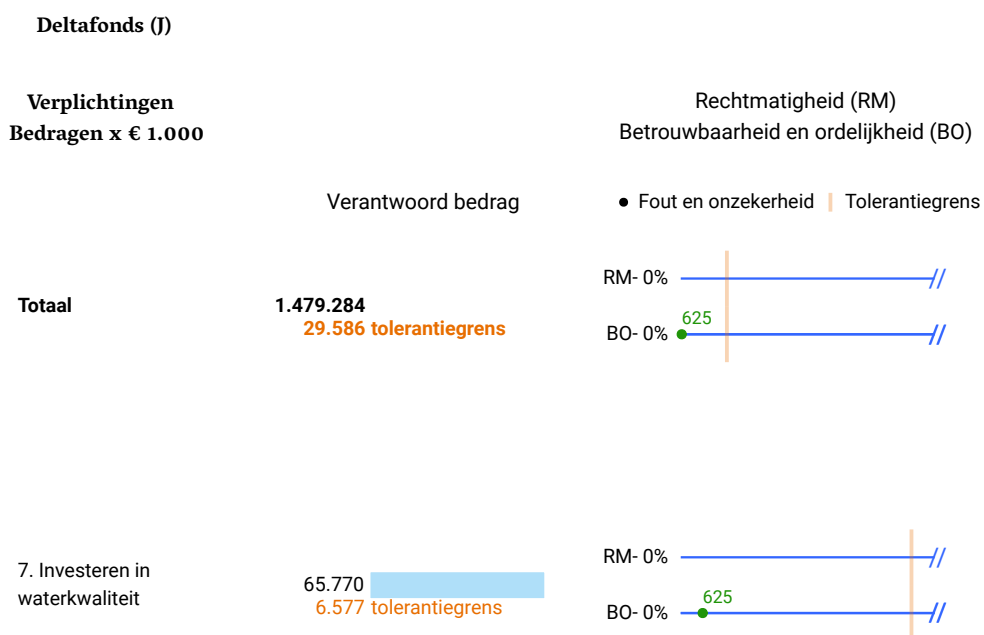 Deltafonds (J)
Verplichtingen
Bedragen x € 1.000
Rechtmatigheid (RM)
Betrouwbaarheid en ordelijkheid (BO)
Verantwoord bedrag
Fout en onzekerheid
Tolerantiegrens
Totaal
1.479.284
29.586 tolerantiegrens
RM- 0%
625
BO- 0%
7. Investeren in
waterkwaliteit
65.770
6.577 tolerantiegrens
RM- 0%
625
BO- 0%